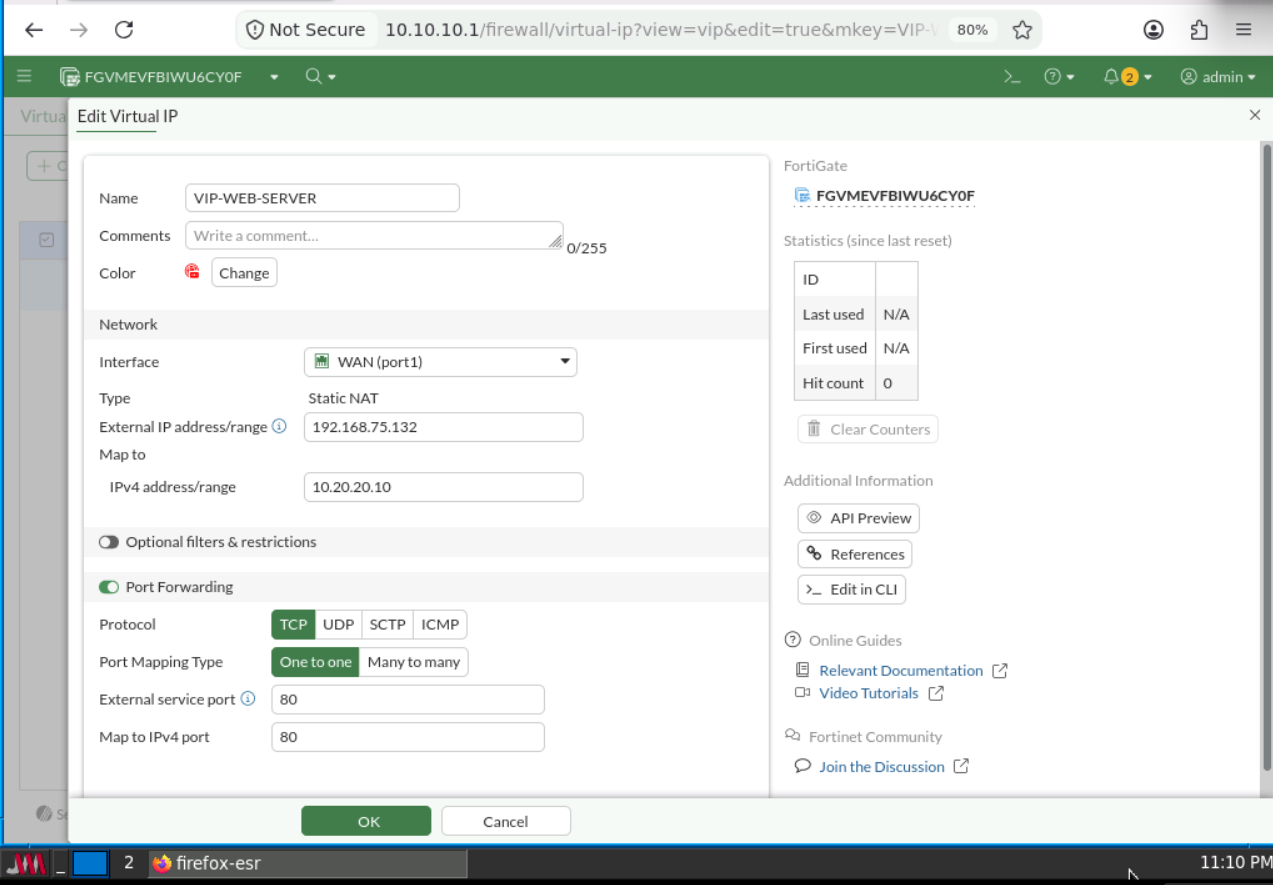 Not Secure 10.10.10.1/firewall/virtual-ip?view=vip&edit=true&mkey=VIP- 80%
FGVMEVFBIWU6CY0F >_ 2 admin
Virtua
Edit Virtual IP
Name VIP-WEB-SERVER
Comments Write a comment... 0/255
Color Change
Network
Interface WAN (port1)
Type Static NAT
External IP address/range 192.168.75.132
Map to
IPv4 address/range 10.20.20.10
Optional filters & restrictions
Port Forwarding
Protocol TCP UDP SCTP ICMP
Port Mapping Type One to one Many to many
External service port 80
Map to IPv4 port 80
FortiGate
FGVMEVFBIWU6CY0F
Statistics (since last reset)
ID
Last used N/A
First used N/A
Hit count 0
Clear Counters
Additional Information
API Preview
References
>_ Edit in CLI
Online Guides
Relevant Documentation
Video Tutorials
Fortinet Community
Join the Discussion
OK Cancel
2 firefox-esr 11:10 PM